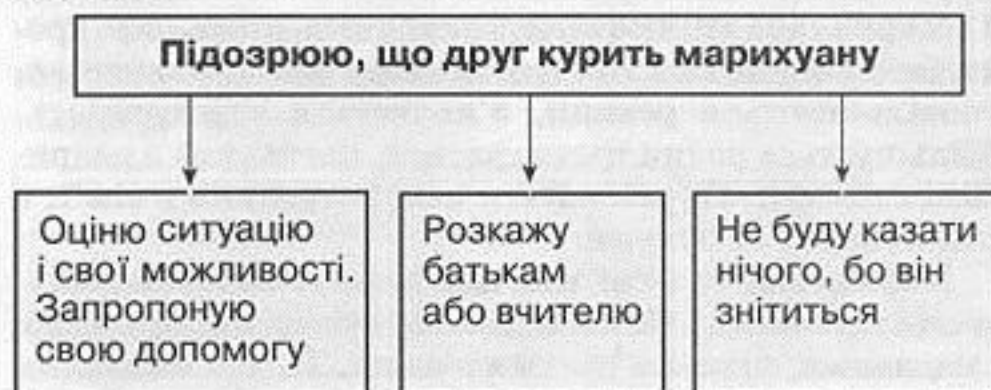 Підозрюю, що друг курить марихуану
Оціню ситуацію
і свої можливості.
Запропоную
свою допомогу
Розкажу
батькам
або вчителю
Не буду казати
нічого, бо він
знітиться